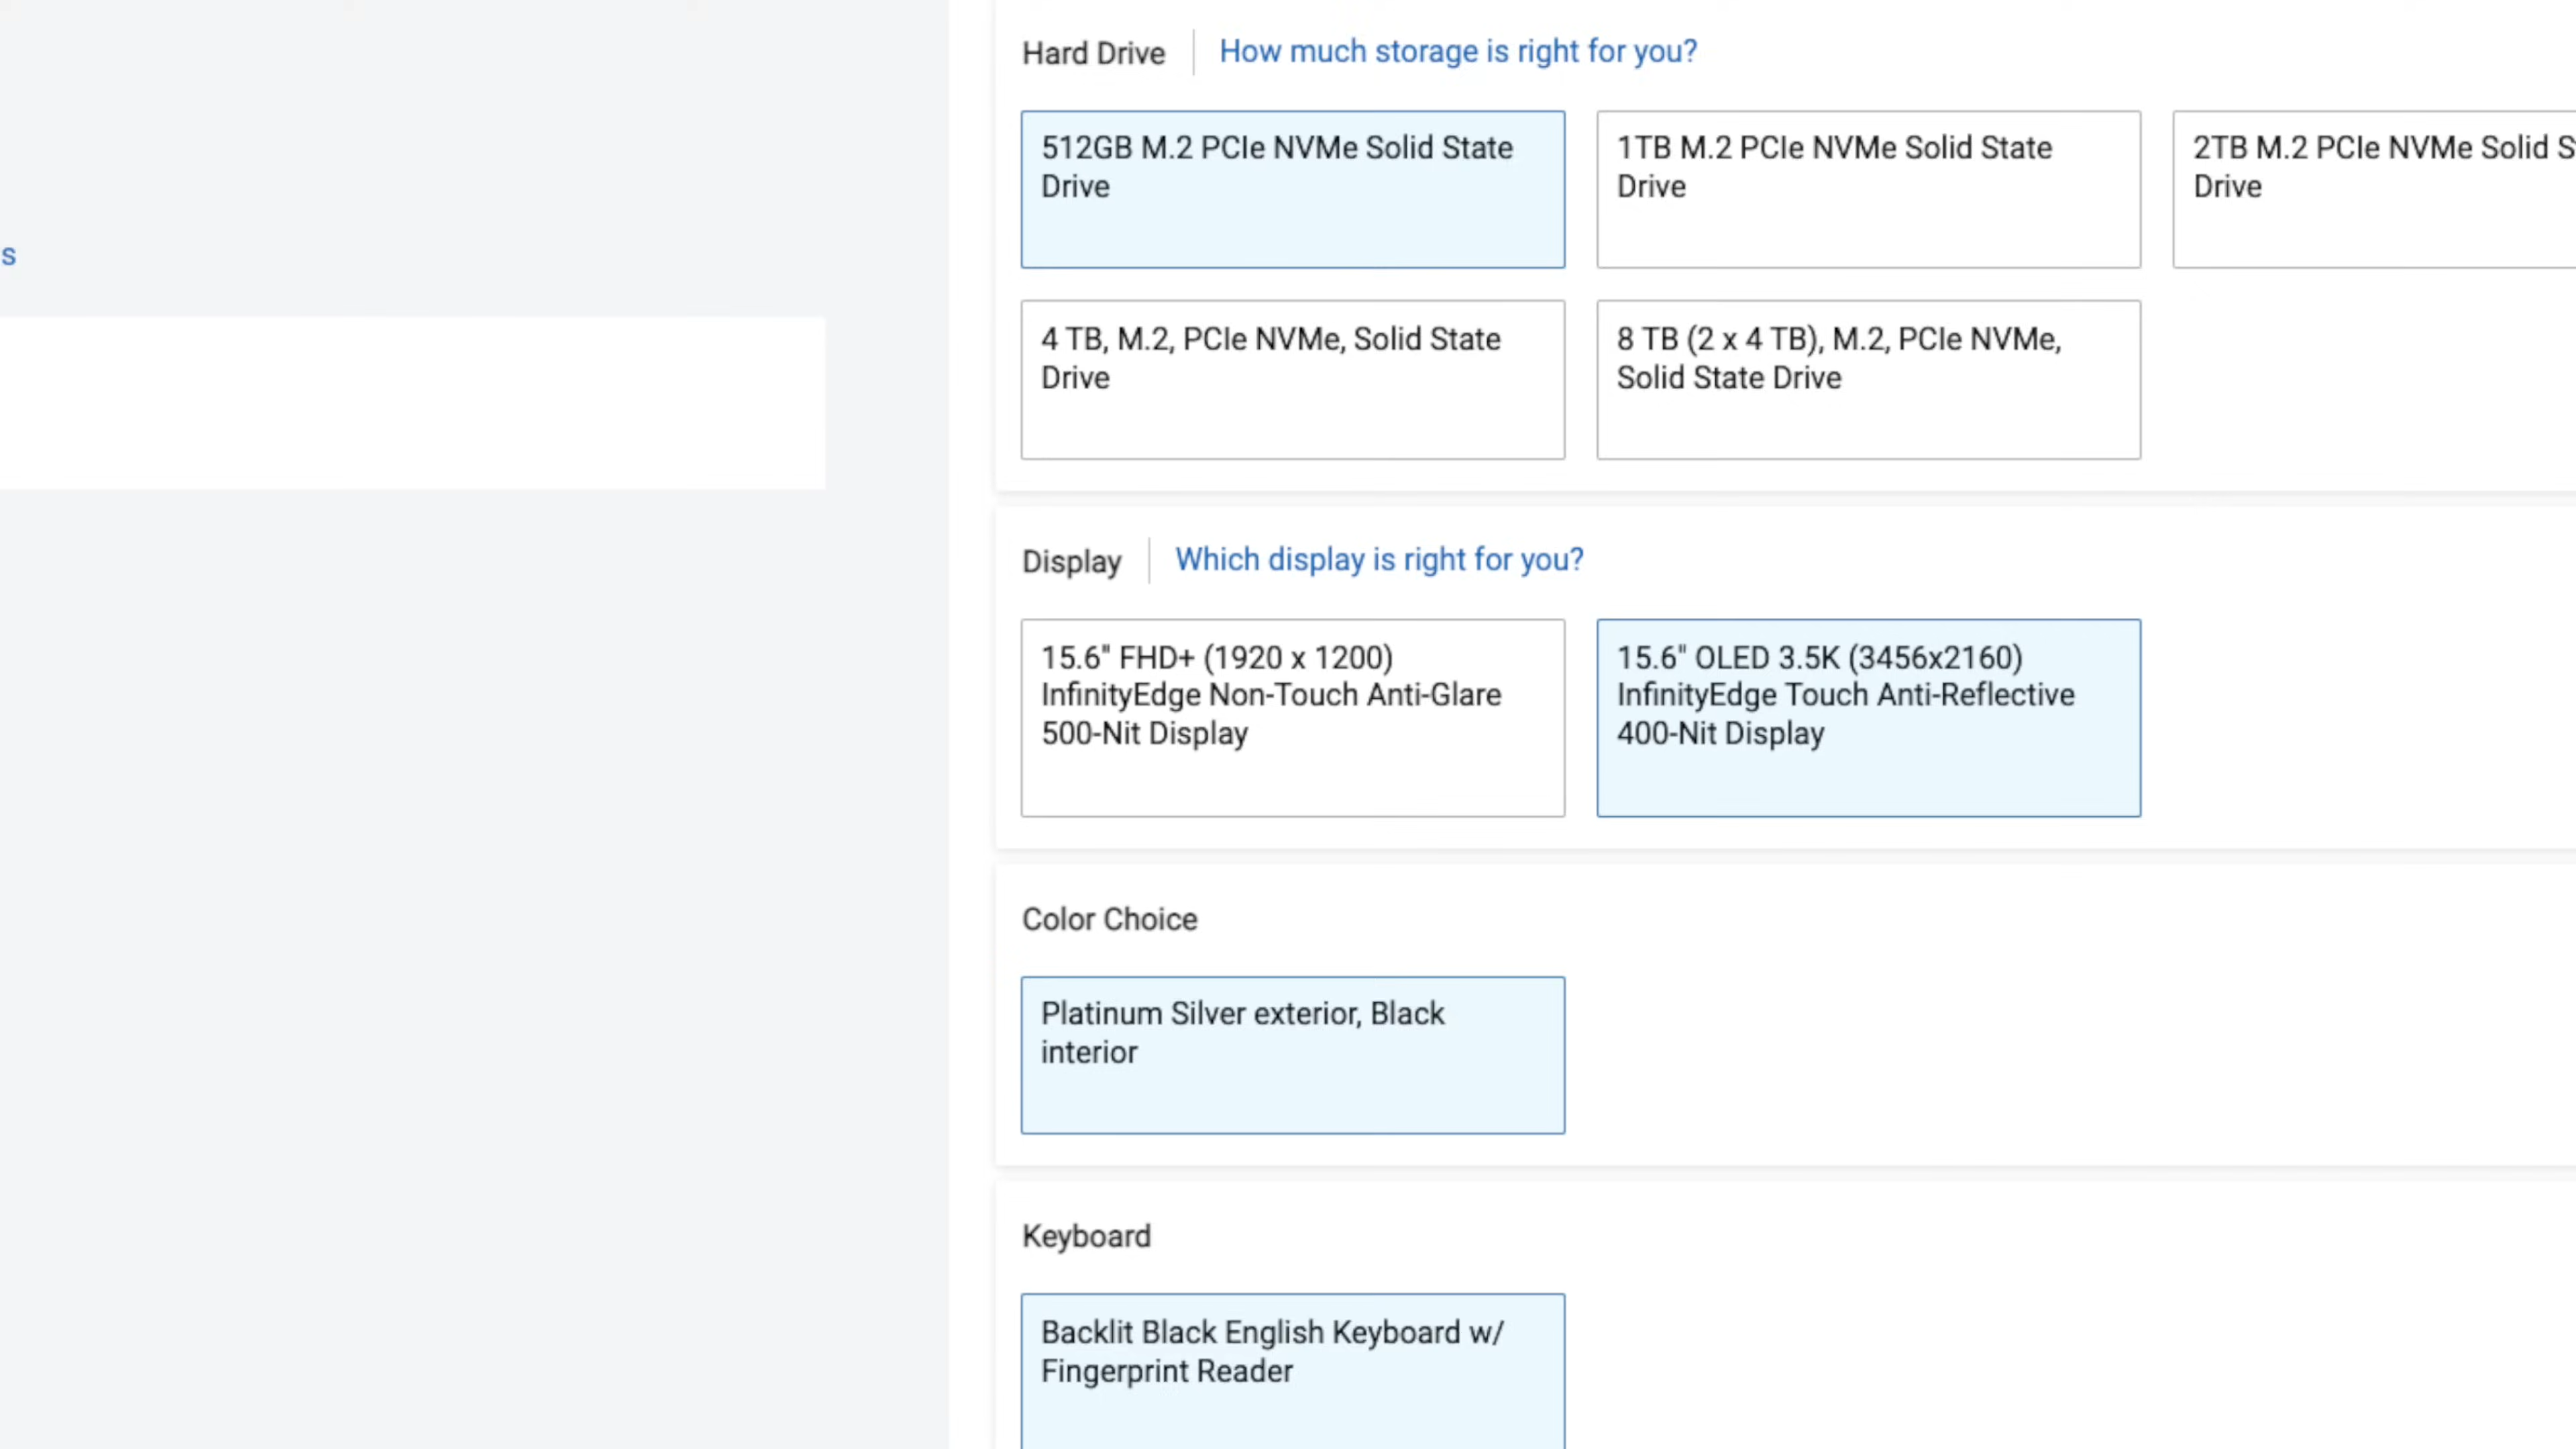 Hard Drive
How much storage is right for you?
512GB M.2 PCIe NVMe Solid State
Drive
1TB M.2 PCIe NVMe Solid State
Drive
2TB M.2 PCIe NVMe Solid S
Drive
s
4 TB, M.2, PCIe NVMe, Solid State
Drive
8 TB (2 x 4 TB), M.2, PCIe NVMe,
Solid State Drive
Display
Which display is right for you?
15.6" FHD+ (1920 x 1200)
InfinityEdge Non-Touch Anti-Glare
500-Nit Display
15.6" OLED 3.5K (3456x2160)
InfinityEdge Touch Anti-Reflective
400-Nit Display
Color Choice
Platinum Silver exterior, Black
interior
Keyboard
Backlit Black English Keyboard w/
Fingerprint Reader